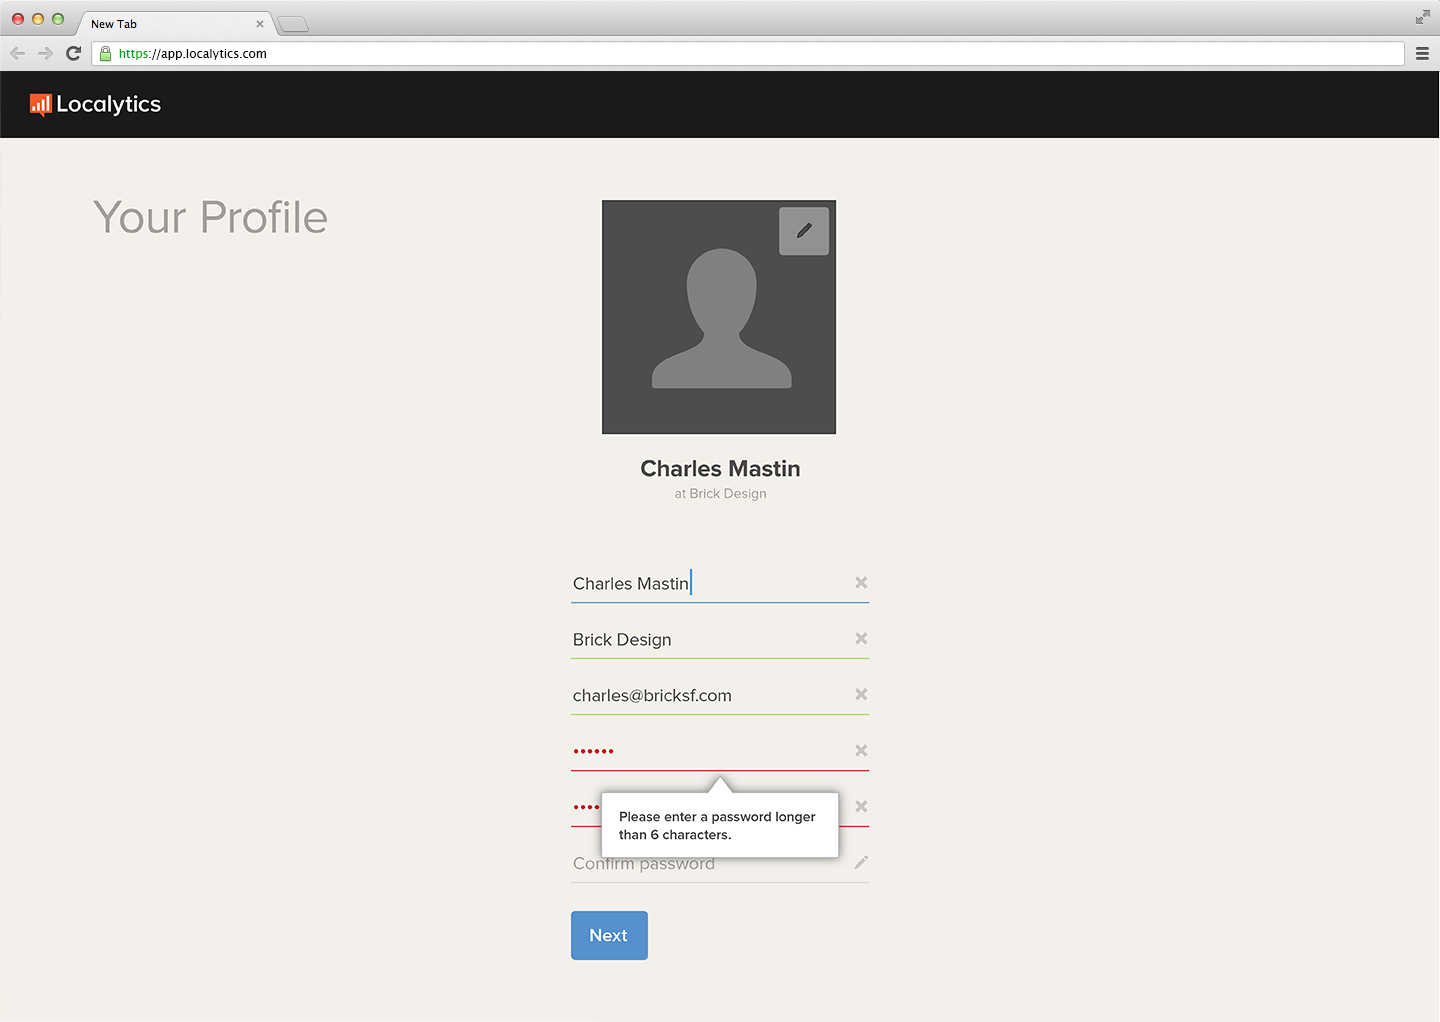 New Tab
https://app.localytics.com
Localytics
Your Profile
Charles Mastin
at Brick Design
Charles Mastin
Brick Design
charles@bricksf.com
••••••
••••
Please enter a password longer
than 6 characters.
Confirm password
Next